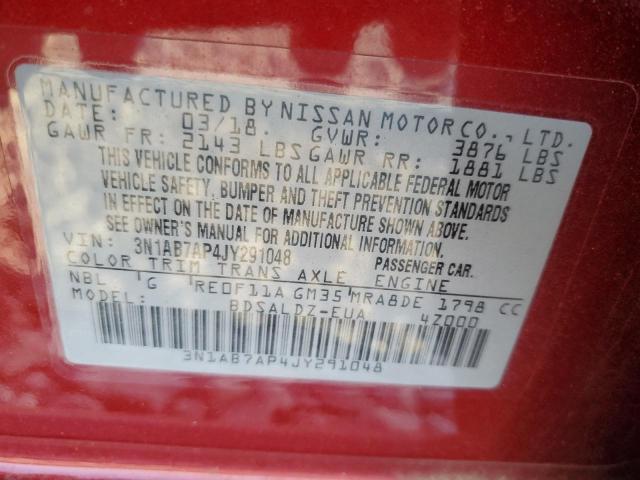 MANUFACTURED BY NISSAN MOTOR CO., LTD.
DATE: 03/18. GVWR: 3876 LBS
GAWR FR: 2143 LBS GAWR RR: 1881 LBS
THIS VEHICLE CONFORMS TO ALL APPLICABLE FEDERAL MOTOR
VEHICLE SAFETY, BUMPER AND THEFT PREVENTION STANDARDS
IN EFFECT ON THE DATE OF MANUFACTURE SHOWN ABOVE.
SEE OWNER'S MANUAL FOR ADDITIONAL INFORMATION.
VIN: 3N1AB7AP4JY291048 PASSENGER CAR.
COLOR TRIM TRANS AXLE ENGINE
NBL G RE0F11A GM35 MRA8DE 1798 CC
MODEL BDSALDZ-EUA 4Z000
3N1AB7AP4JY291048